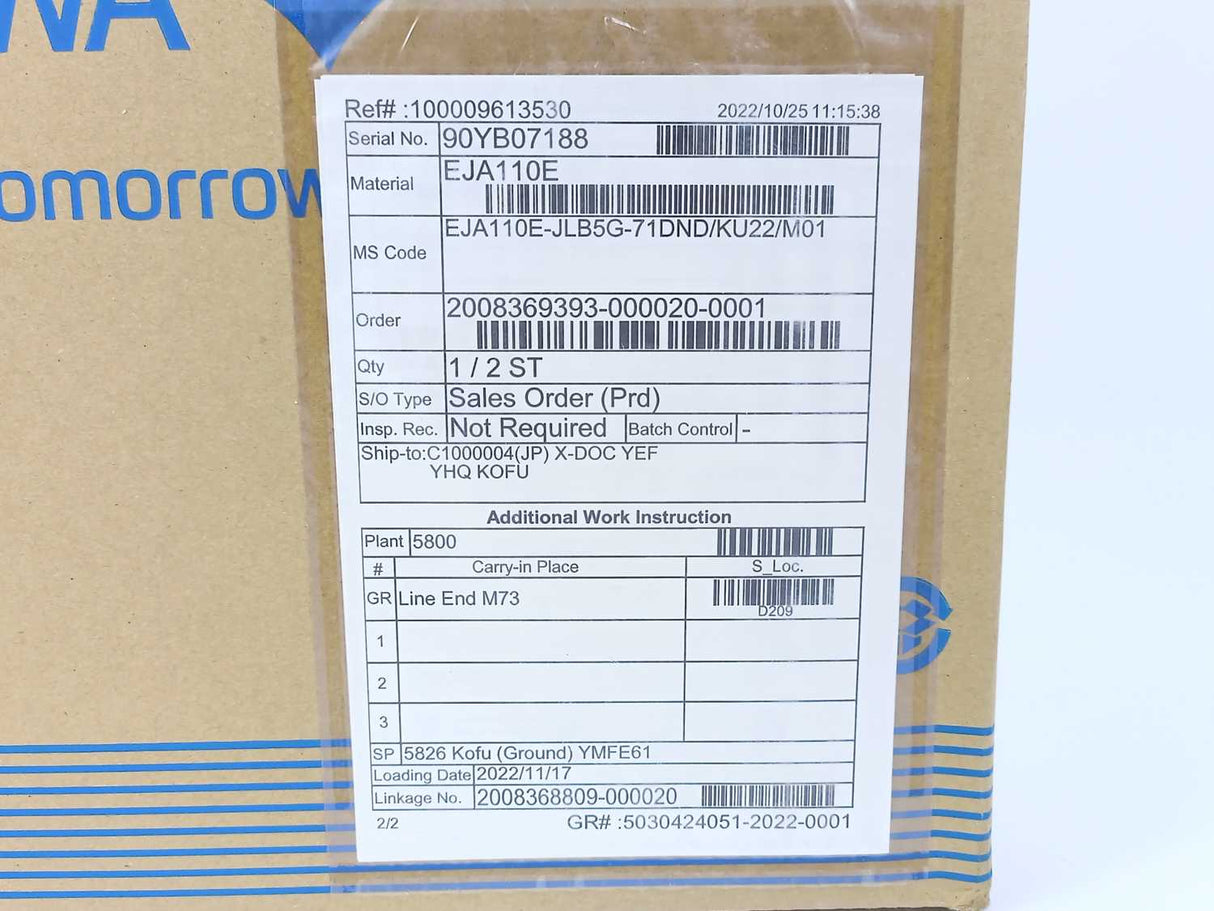 WA
omorrow
Ref# :100009613530 2022/10/25 11:15:38
Serial No. 90YB07188
Material EJA110E
MS Code EJA110E-JLB5G-71DND/KU22/M01
Order 2008369393-000020-0001
Qty 1 / 2 ST
S/O Type Sales Order (Prd)
Insp. Rec. Not Required Batch Control -
Ship-to:C1000004(JP) X-DOC YEF
YHQ KOFU
Additional Work Instruction
Plant 5800
# Carry-in Place S_Loc.
GR Line End M73 D209
1
2
3
SP 5826 Kofu (Ground) YMFE61
Loading Date 2022/11/17
Linkage No. 2008368809-000020
2/2 GR# :5030424051-2022-0001